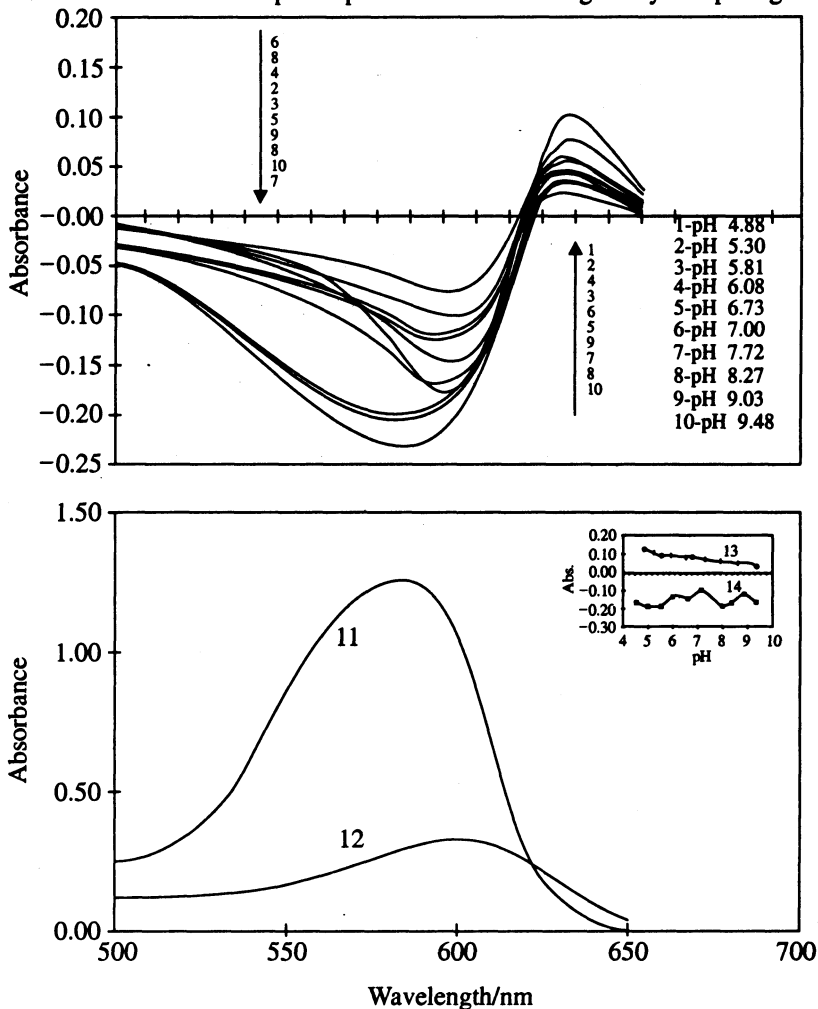 0.20
0.15
0.10
0.05
−0.00
−0.05
−0.10
−0.15
−0.20
−0.25
Absorbance
6
8
4
2
3
5
9
8
10
7
1
2
4
3
6
5
9
7
8
10
1-pH 4.88
2-pH 5.30
3-pH 5.81
4-pH 6.08
5-pH 6.73
6-pH 7.00
7-pH 7.72
8-pH 8.27
9-pH 9.03
10-pH 9.48
1.50
1.00
0.50
0.00
Absorbance
11
12
0.20
0.10
0.00
−0.10
−0.20
−0.30
Abs.
13
14
4 5 6 7 8 9 10
pH
500 550 600 650 700
Wavelength/nm